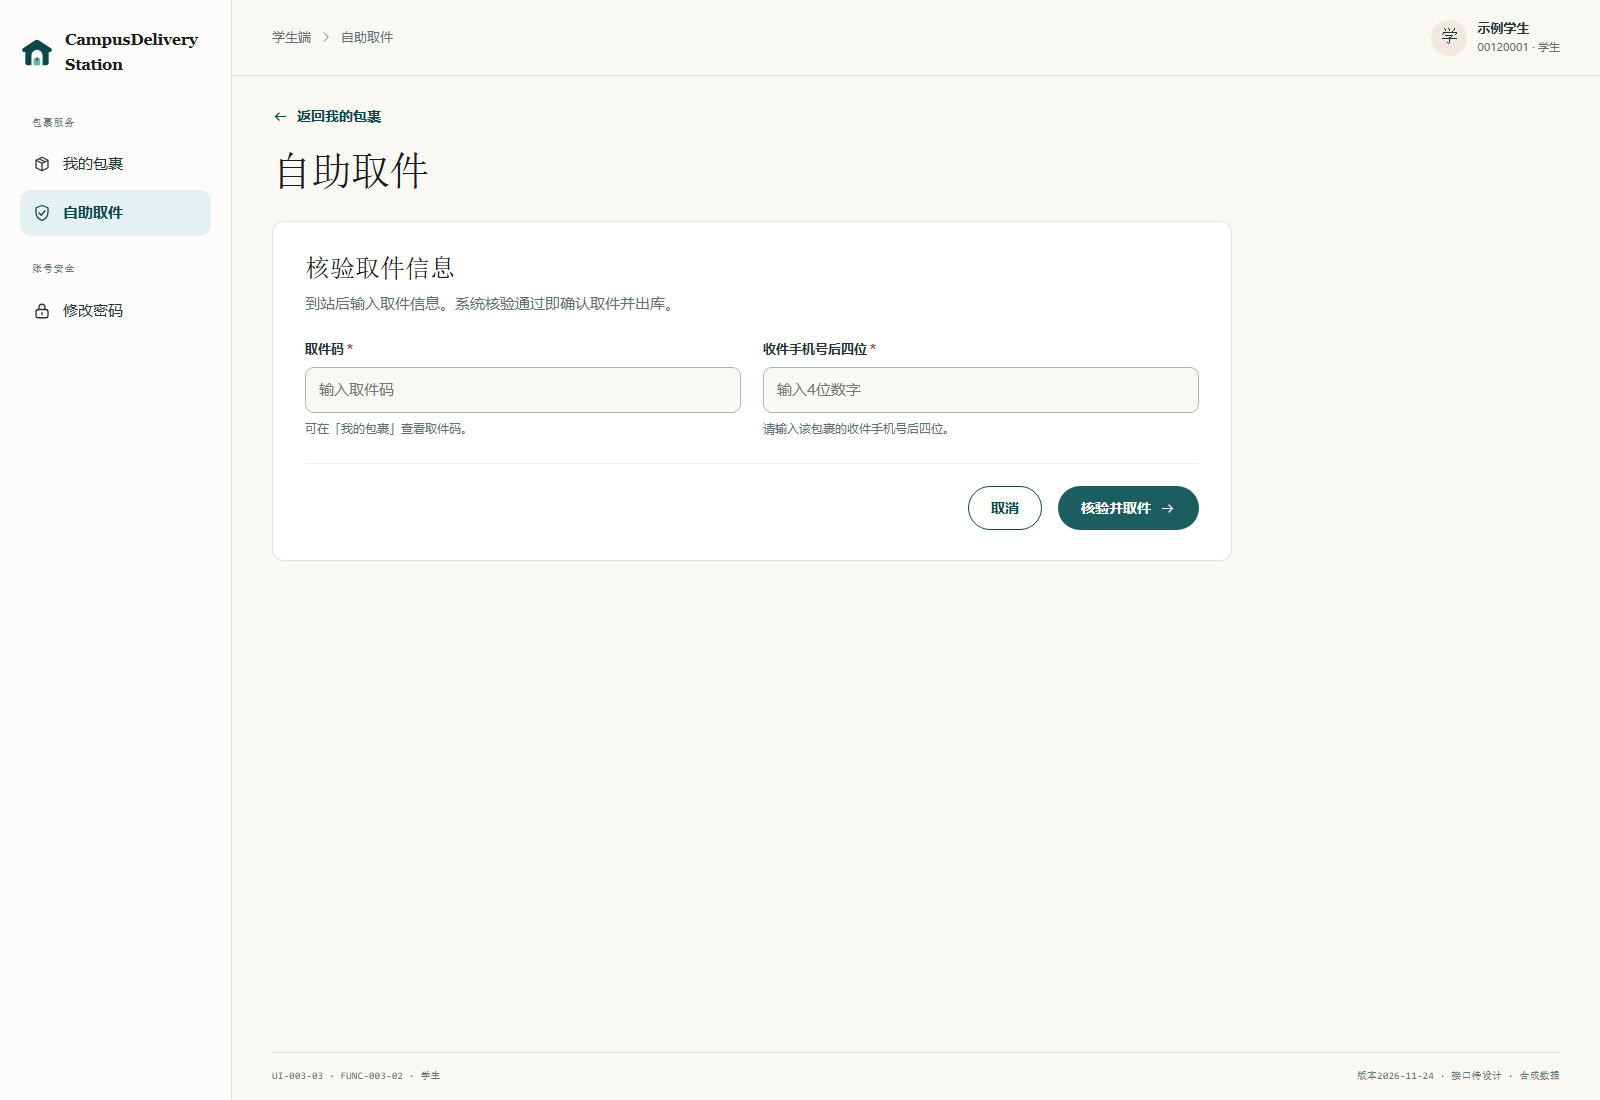 CampusDelivery
Station
包裹服务
我的包裹
自助取件
账号安全
修改密码
学生端 > 自助取件
学
示例学生
00120001 · 学生
← 返回我的包裹
自助取件
核验取件信息
到站后输入取件信息。系统核验通过即确认取件并出库。
取件码 *
输入取件码
可在「我的包裹」查看取件码。
收件手机号后四位 *
输入4位数字
请输入该包裹的收件手机号后四位。
取消
核验并取件 →
UI-003-03 · FUNC-003-02 · 学生
版本2026-11-24 · 接口待设计 · 合成数据